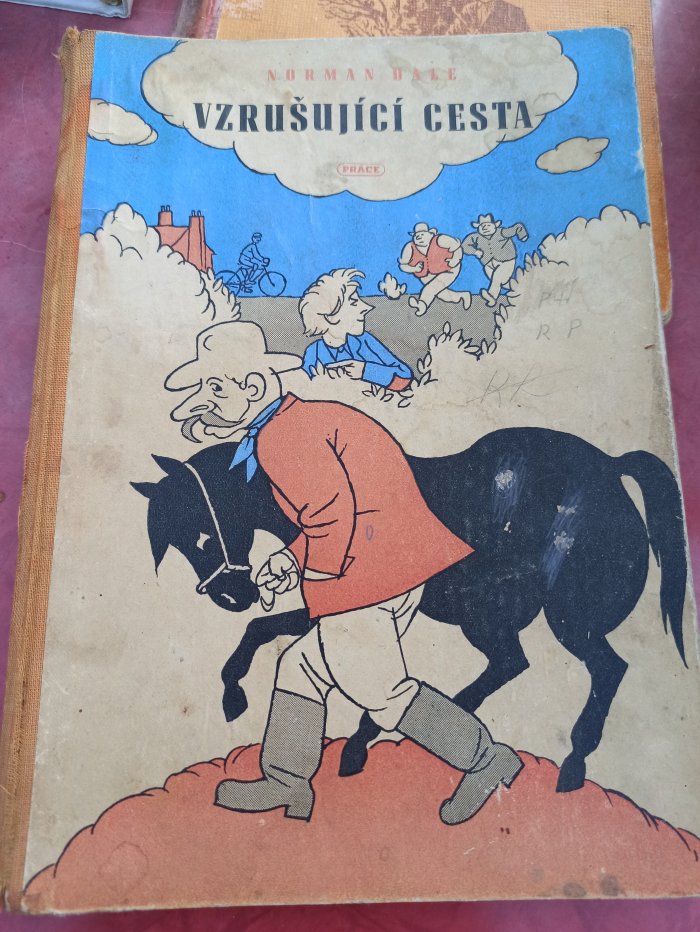 NORMAN DALE
VZRUŠUJÍCÍ CESTA
PRÁCE
R P